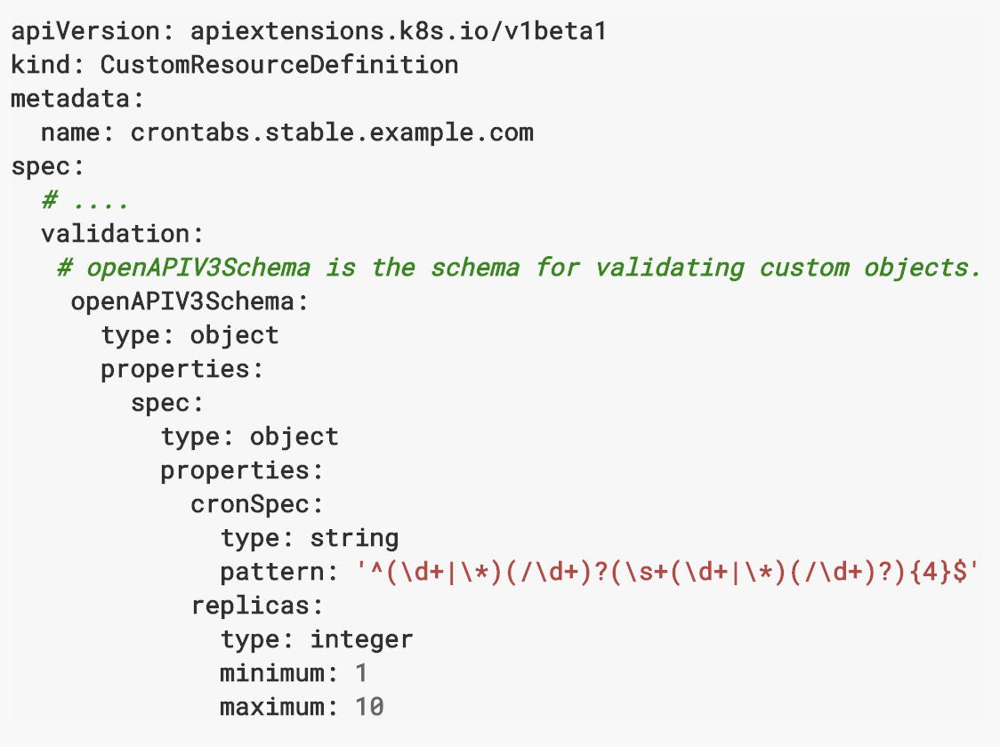 apiVersion: apiextensions.k8s.io/v1beta1
kind: CustomResourceDefinition
metadata:
  name: crontabs.stable.example.com
spec:
  # ....
  validation:
   # openAPIV3Schema is the schema for validating custom objects.
    openAPIV3Schema:
      type: object
      properties:
        spec:
          type: object
          properties:
            cronSpec:
              type: string
              pattern: '^(\d+|\*)(/\d+)?(\s+(\d+|\*)(/\d+)?){4}$'
            replicas:
              type: integer
              minimum: 1
              maximum: 10